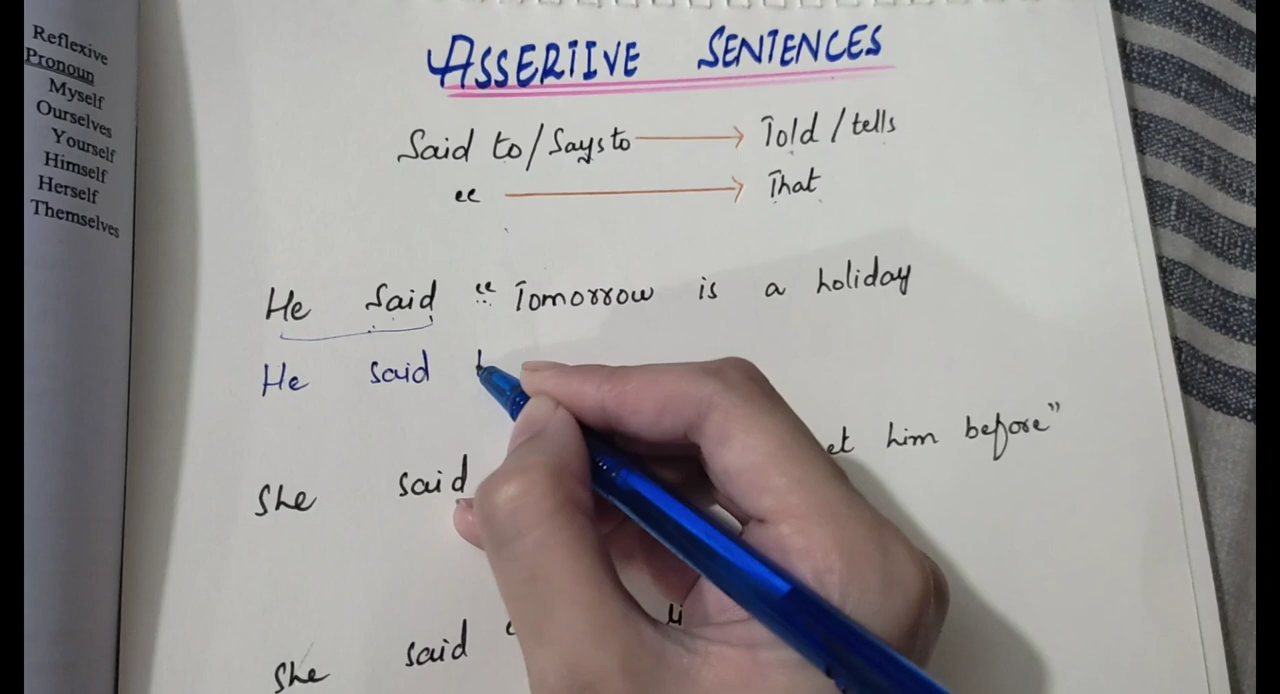 Reflexive
Pronoun
Myself
Ourselves
Yourself
Himself
Herself
Themselves
ASSERTIVE SENTENCES
Said to/Says to → Told/tells
“ → That
He said “ Tomorrow is a holiday
He said
She said him before”
She said